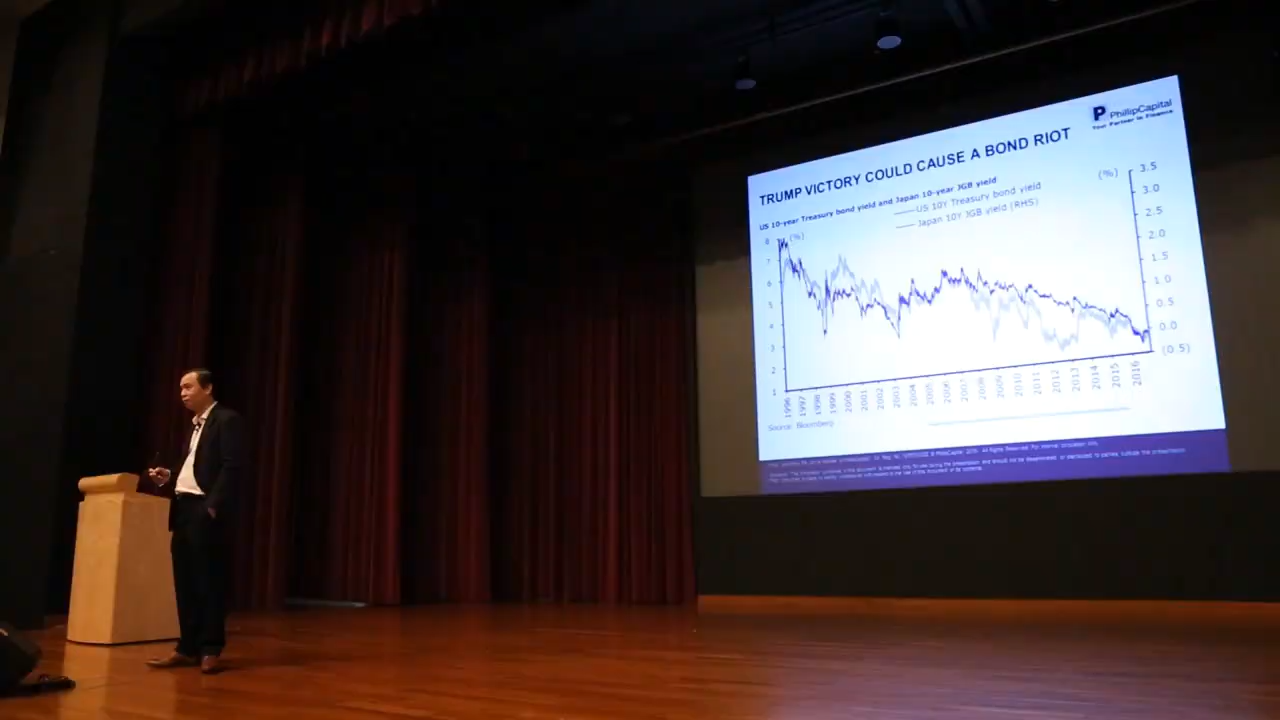 PhillipCapital
Your Partner In Finance
TRUMP VICTORY COULD CAUSE A BOND RIOT
US 10-year Treasury bond yield and Japan 10-year JGB yield
US 10Y Treasury bond yield
Japan 10Y JGB yield (RHS)
(%)
(%)
8
7
6
5
4
3
2
1
3.5
3.0
2.5
2.0
1.5
1.0
0.5
0.0
(0.5)
1996 1997 1998 1999 2000 2001 2002 2003 2004 2005 2006 2007 2008 2009 2010 2011 2012 2013 2014 2015 2016
Source: Bloomberg